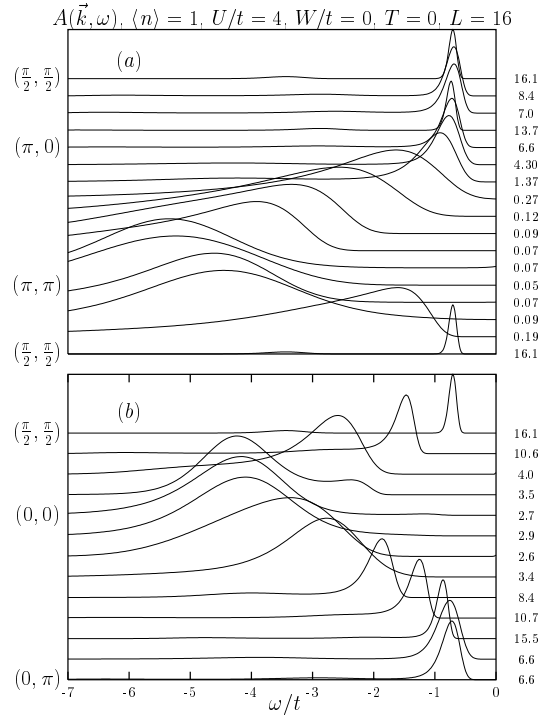 A(k⃗, ω), ⟨n⟩ = 1, U/t = 4, W/t = 0, T = 0, L = 16
(a)
(π/2, π/2)
16.1
8.4
7.0
13.7
(π, 0)
6.6
4.30
1.37
0.27
0.12
0.09
0.07
0.07
(π, π)
0.05
0.07
0.09
0.19
(π/2, π/2)
16.1
(b)
(π/2, π/2)
16.1
10.6
4.0
3.5
(0, 0)
2.7
2.9
2.6
3.4
8.4
10.7
15.5
6.6
(0, π)
6.6
-7 -6 -5 -4 -3 -2 -1 0
ω/t